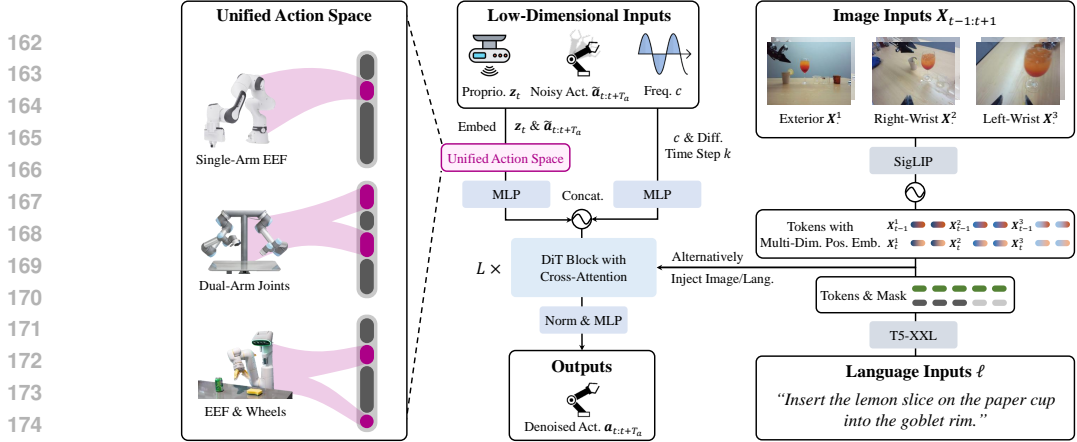 162
163
164
165
166
167
168
169
170
171
172
173
174
Unified Action Space
Single-Arm EEF
Dual-Arm Joints
EEF & Wheels
Low-Dimensional Inputs
Proprio. z_t
Noisy Act. ã_{t:t+T_a}
Freq. c
Embed
z_t & ã_{t:t+T_a}
c & Diff.
Time Step k
Unified Action Space
MLP
Concat.
MLP
L ×
DiT Block with
Cross-Attention
Alternatively
Inject Image/Lang.
Norm & MLP
Outputs
Denoised Act. a_{t:t+T_a}
Image Inputs X_{t-1:t+1}
Exterior X^1
Right-Wrist X^2
Left-Wrist X^3
SigLIP
Tokens with
Multi-Dim. Pos. Emb.
X^1_{t-1} X^2_{t-1} X^3_{t-1}
X^1_t X^2_t X^3_t
Tokens & Mask
T5-XXL
Language Inputs ℓ
“Insert the lemon slice on the paper cup
into the goblet rim.”